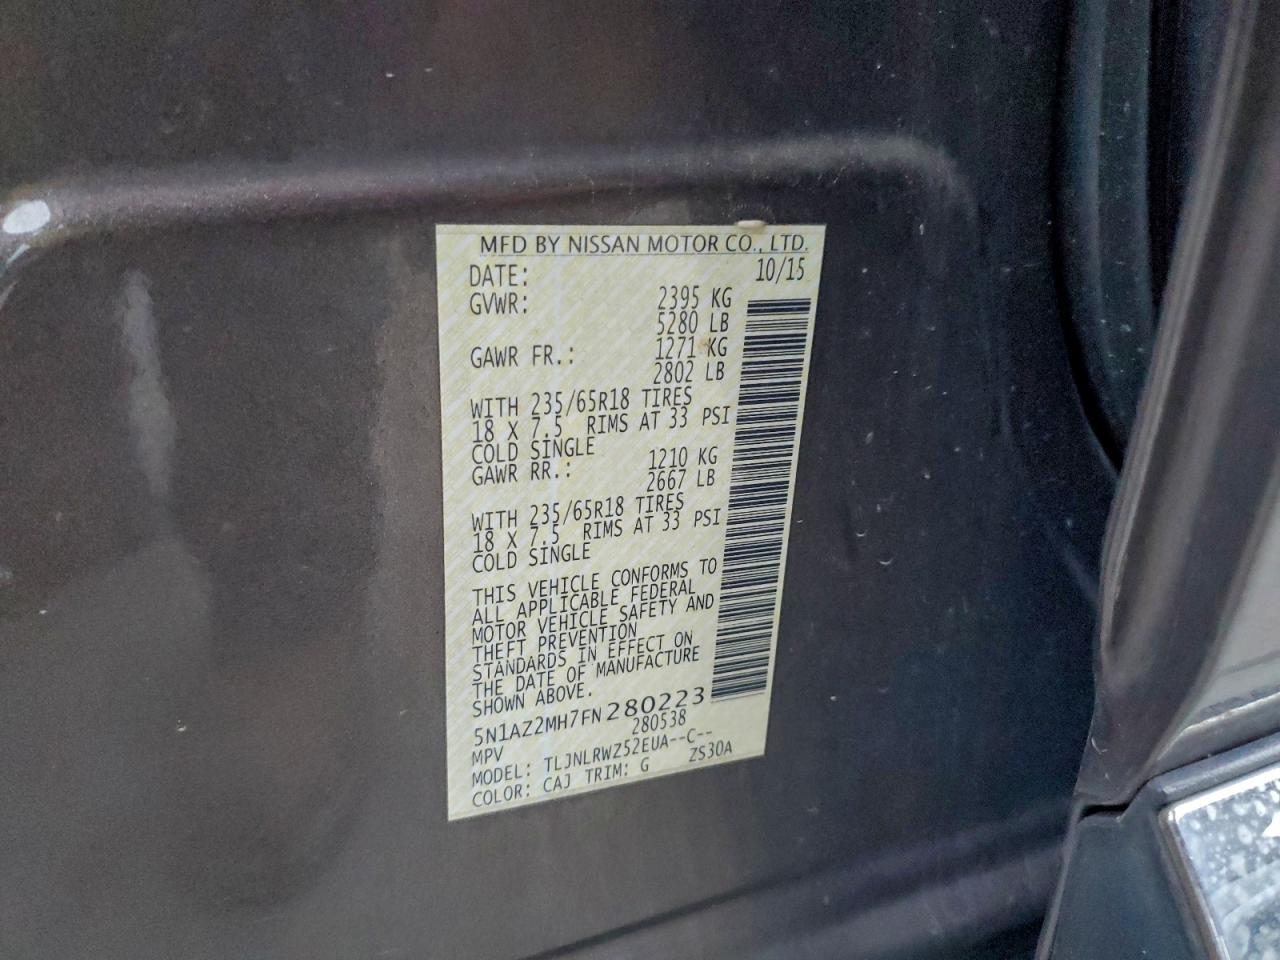 MFD BY NISSAN MOTOR CO., LTD.
DATE: 10/15
GVWR: 2395 KG
5280 LB
GAWR FR.: 1271 KG
2802 LB
WITH 235/65R18 TIRES
18 X 7.5 RIMS AT 33 PSI
COLD SINGLE
GAWR RR.: 1210 KG
2667 LB
WITH 235/65R18 TIRES
18 X 7.5 RIMS AT 33 PSI
COLD SINGLE
THIS VEHICLE CONFORMS TO
ALL APPLICABLE FEDERAL
MOTOR VEHICLE SAFETY AND
THEFT PREVENTION
STANDARDS IN EFFECT ON
THE DATE OF MANUFACTURE
SHOWN ABOVE.
5N1AZ2MH7FN280223
MPV 280538
MODEL: TLJNLRWZ52EUA--C--
COLOR: CAJ TRIM: G ZS30A